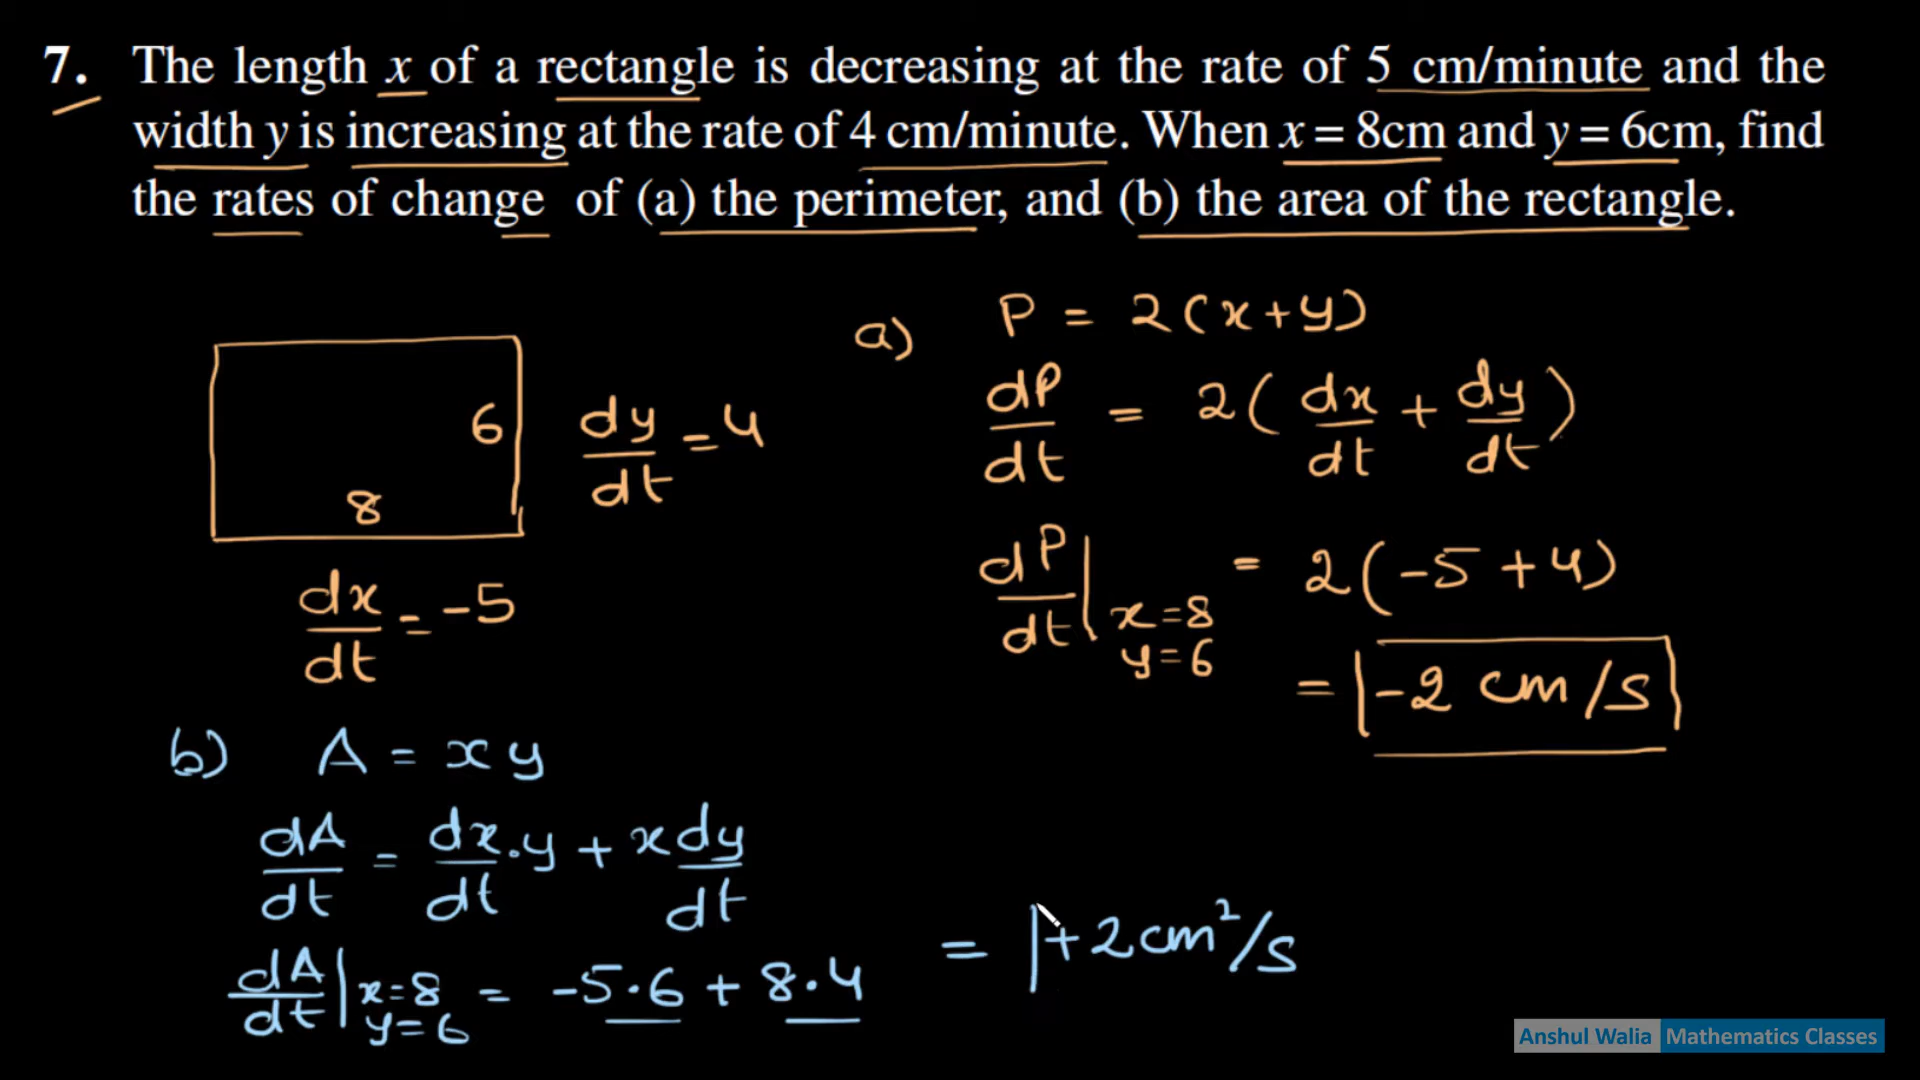 7. The length x of a rectangle is decreasing at the rate of 5 cm/minute and the
width y is increasing at the rate of 4 cm/minute. When x = 8cm and y = 6cm, find
the rates of change of (a) the perimeter, and (b) the area of the rectangle.
6
8
dy/dt = 4
dx/dt = -5
a) P = 2(x+y)
dP/dt = 2(dx/dt + dy/dt)
dP/dt | x=8 y=6 = 2(-5+4)
= -2 cm/s
b) A = xy
dA/dt = dx/dt . y + x dy/dt
dA/dt | x=8 y=6 = -5·6 + 8·4 = +2cm²/s
Anshul Walia Mathematics Classes